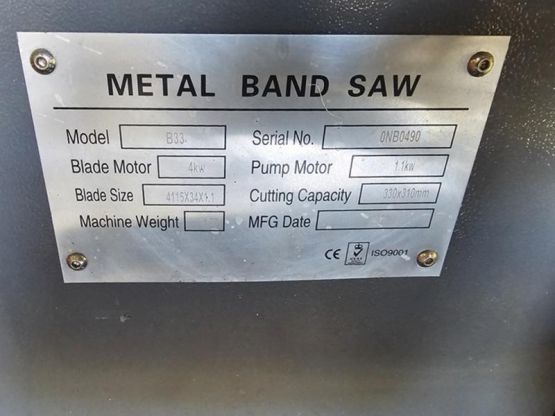 METAL BAND SAW
Model B33 Serial No. 0NB0490
Blade Motor 4kw Pump Motor 1.1kw
Blade Size 4115X34X1.1 Cutting Capacity 330x310mm
Machine Weight MFG Date
CE ISO9001